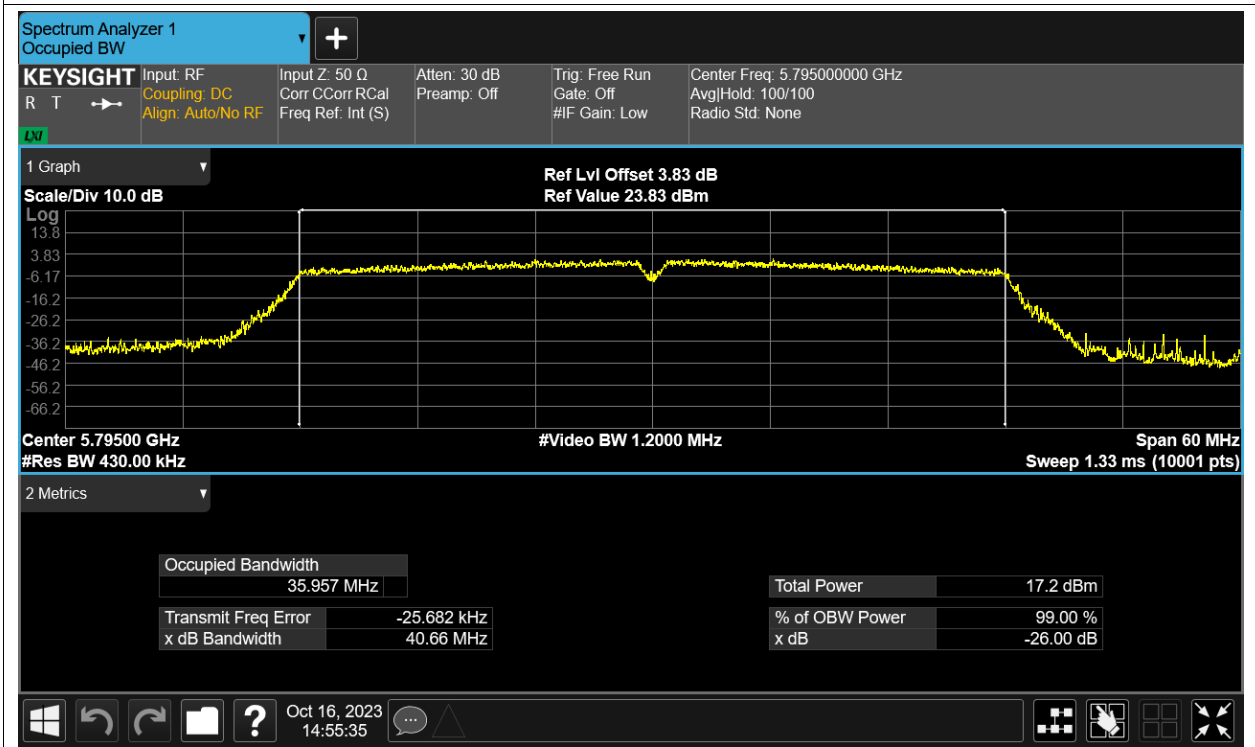 Spectrum Analyzer 1
Occupied BW
KEYSIGHT
R T
LXI
Input: RF
Coupling: DC
Align: Auto/No RF
Input Z: 50 Ω
Corr CCorr RCal
Freq Ref: Int (S)
Atten: 30 dB
Preamp: Off
Trig: Free Run
Gate: Off
#IF Gain: Low
Center Freq: 5.795000000 GHz
Avg|Hold: 100/100
Radio Std: None
1 Graph
Scale/Div 10.0 dB
Ref Lvl Offset 3.83 dB
Ref Value 23.83 dBm
Log
13.8
3.83
-6.17
-16.2
-26.2
-36.2
-46.2
-56.2
-66.2
Center 5.79500 GHz
#Video BW 1.2000 MHz
Span 60 MHz
#Res BW 430.00 kHz
Sweep 1.33 ms (10001 pts)
2 Metrics
Occupied Bandwidth
35.957 MHz
Total Power 17.2 dBm
Transmit Freq Error -25.682 kHz
% of OBW Power 99.00 %
x dB Bandwidth 40.66 MHz
x dB -26.00 dB
Oct 16, 2023
14:55:35